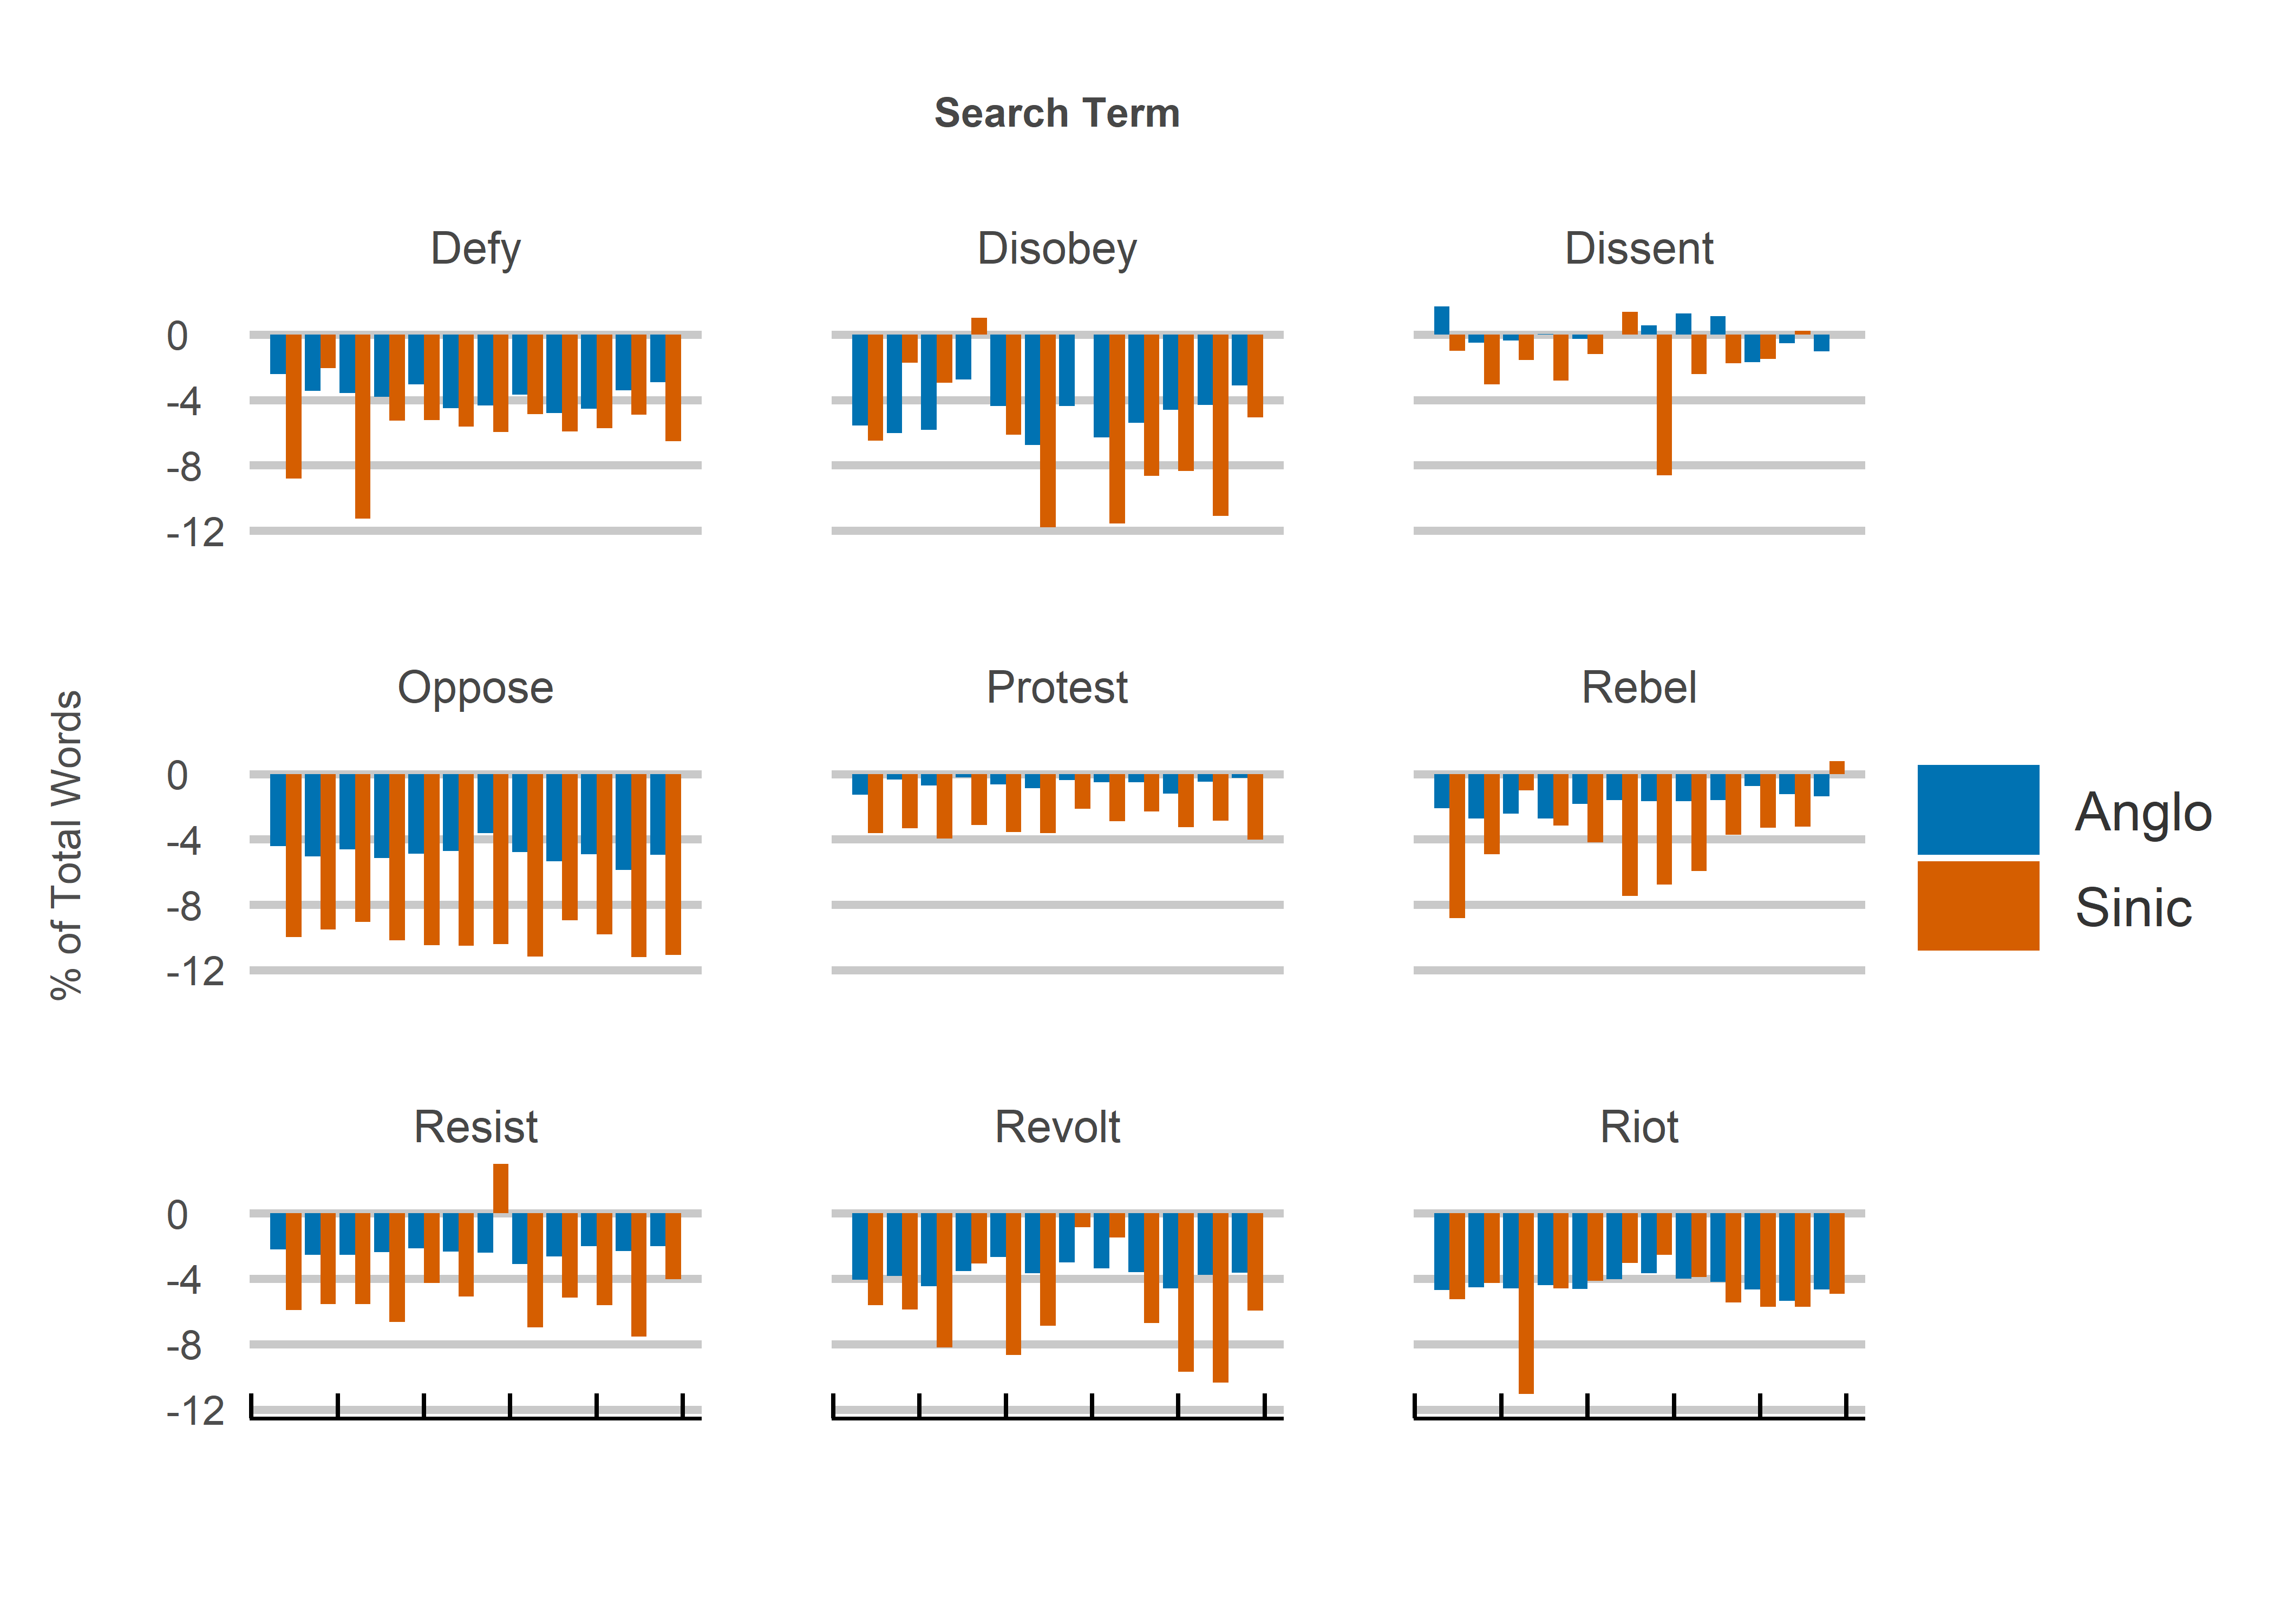 Search Term
Defy
Disobey
Dissent
0
-4
-8
-12
Oppose
Protest
Rebel
% of Total Words
0
-4
-8
-12
Anglo
Sinic
Resist
Revolt
Riot
0
-4
-8
-12